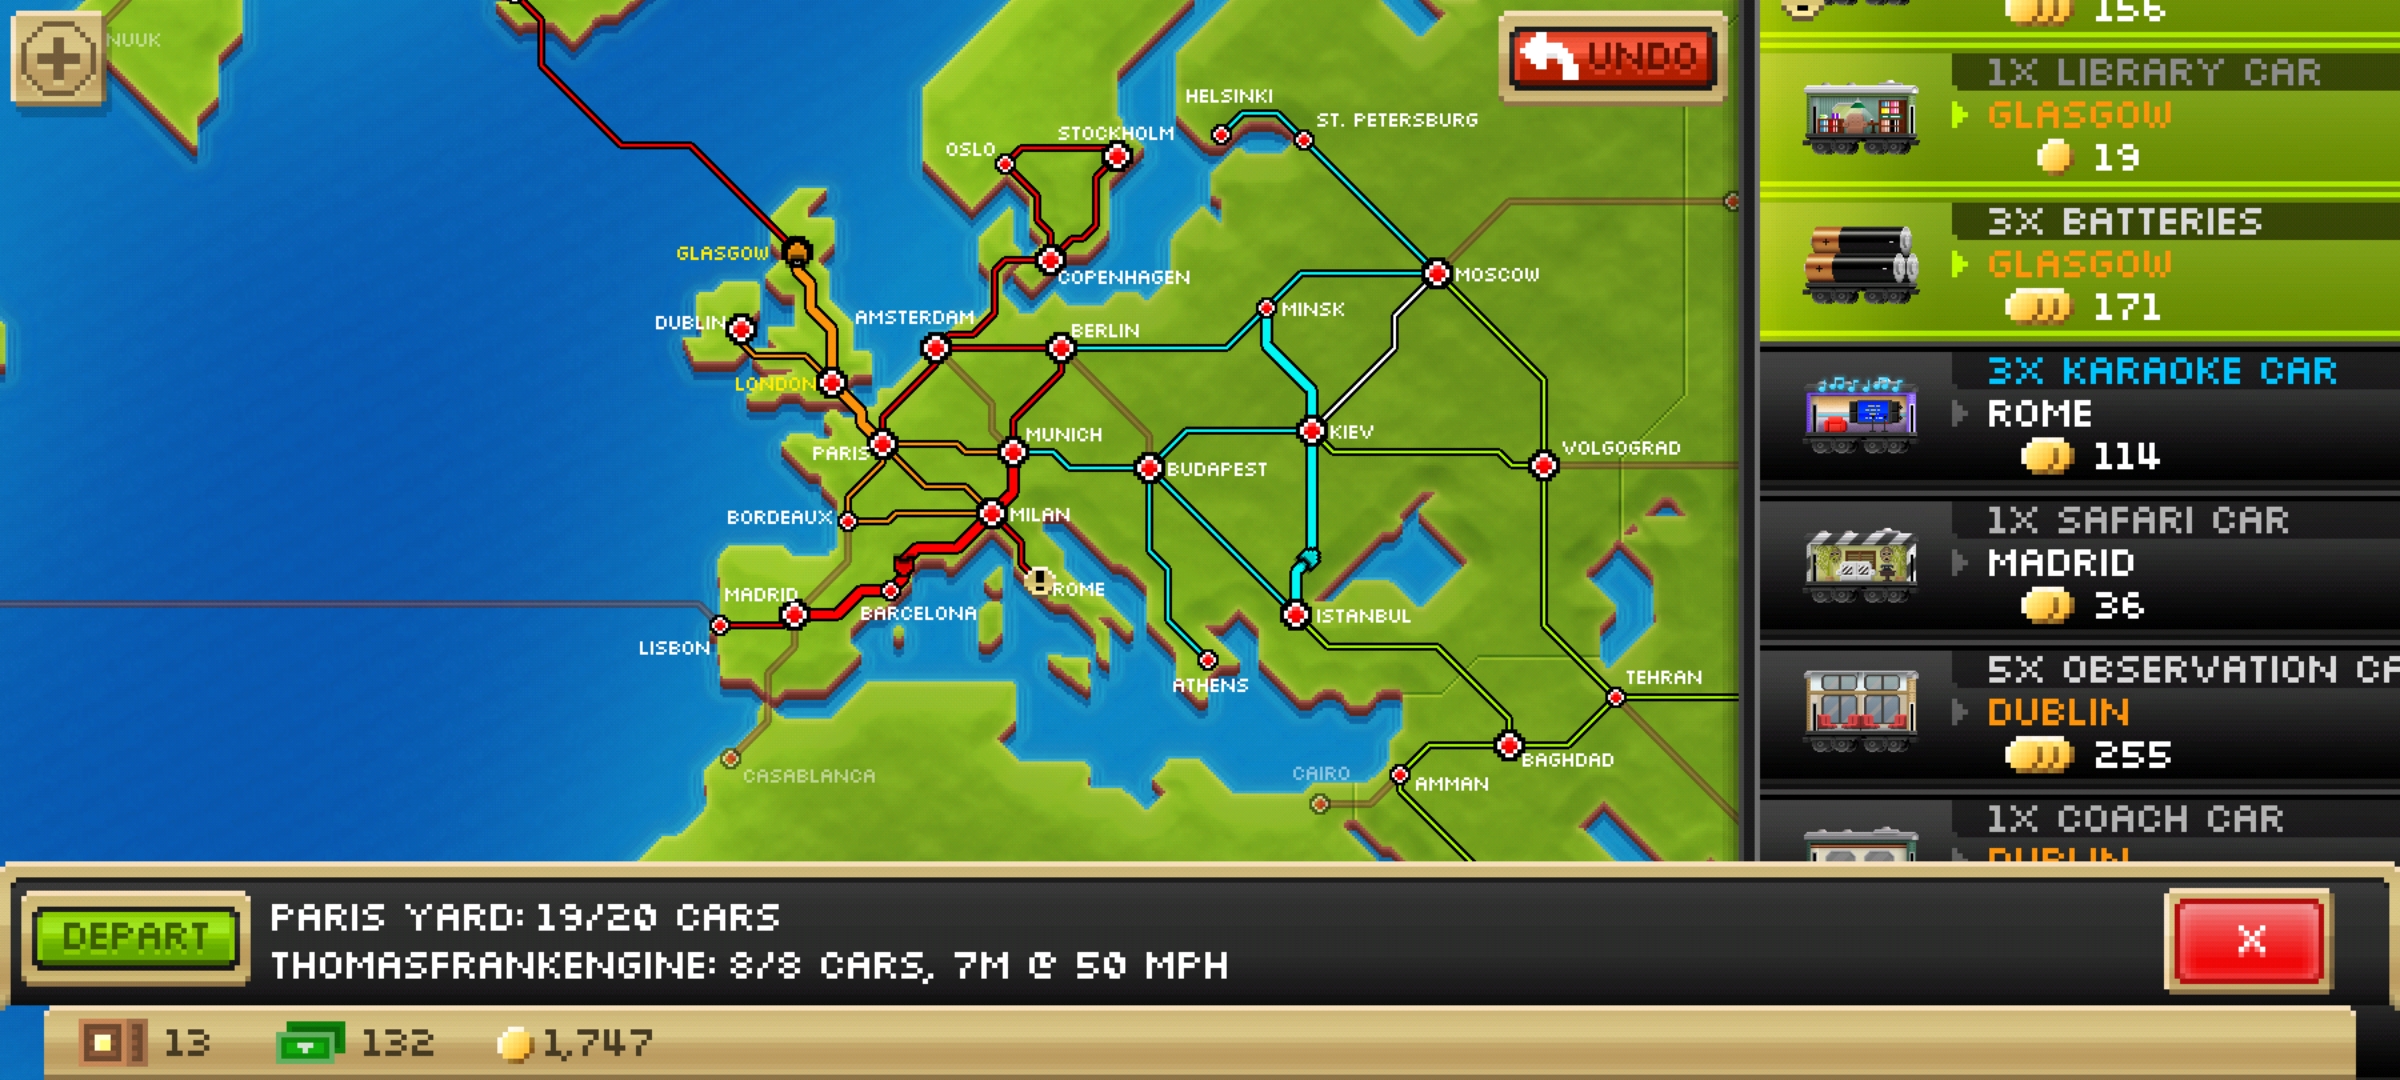 NUUK
UNDO
HELSINKI
ST. PETERSBURG
STOCKHOLM
OSLO
GLASGOW
COPENHAGEN
MOSCOW
DUBLIN
AMSTERDAM
BERLIN
MINSK
LONDON
PARIS
MUNICH
KIEV
VOLGOGRAD
BUDAPEST
BORDEAUX
MILAN
MADRID
BARCELONA
ROME
ISTANBUL
LISBON
ATHENS
TEHRAN
CASABLANCA
CAIRO
AMMAN
BAGHDAD
156
1X LIBRARY CAR
GLASGOW
19
3X BATTERIES
GLASGOW
171
3X KARAOKE CAR
ROME
114
1X SAFARI CAR
MADRID
36
5X OBSERVATION CA
DUBLIN
255
1X COACH CAR
DUBLIN
DEPART
PARIS YARD: 19/20 CARS
THOMASFRANKENGINE: 8/8 CARS, 7M @ 50 MPH
X
13
132
1,747